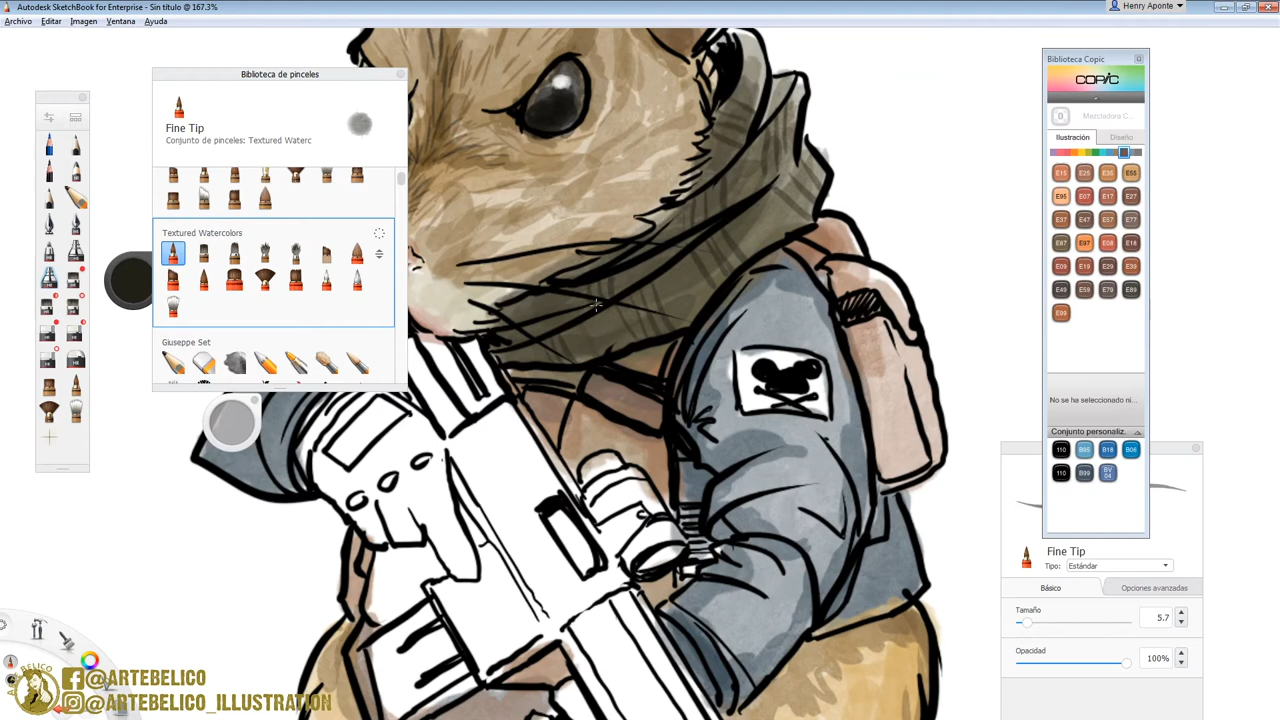 Autodesk SketchBook for Enterprise - Sin título @ 167.3%
Henry Aponte
Archivo Editar Imagen Ventana Ayuda
Biblioteca de pinceles
Fine Tip
Conjunto de pinceles: Textured Waterc
Textured Watercolors
Giuseppe Set
Biblioteca Copic
COPIC
0 Mezcladora C...
Ilustración Diseño
E15 E25 E35 E55
E95 E07 E17 E27
E37 E47 E57 E77
E87 E97 E08 E18
E09 E19 E29 E39
E49 E59 E79 E89
E99
No se ha seleccionado ni...
Conjunto personaliz.
110 B95 B18 B06
110 B99 BV04
Fine Tip
Tipo: Estándar
Básico Opciones avanzadas
Tamaño
5.7
Opacidad
100%
@ARTEBELICO
@ARTEBELICO_ILLUSTRATION